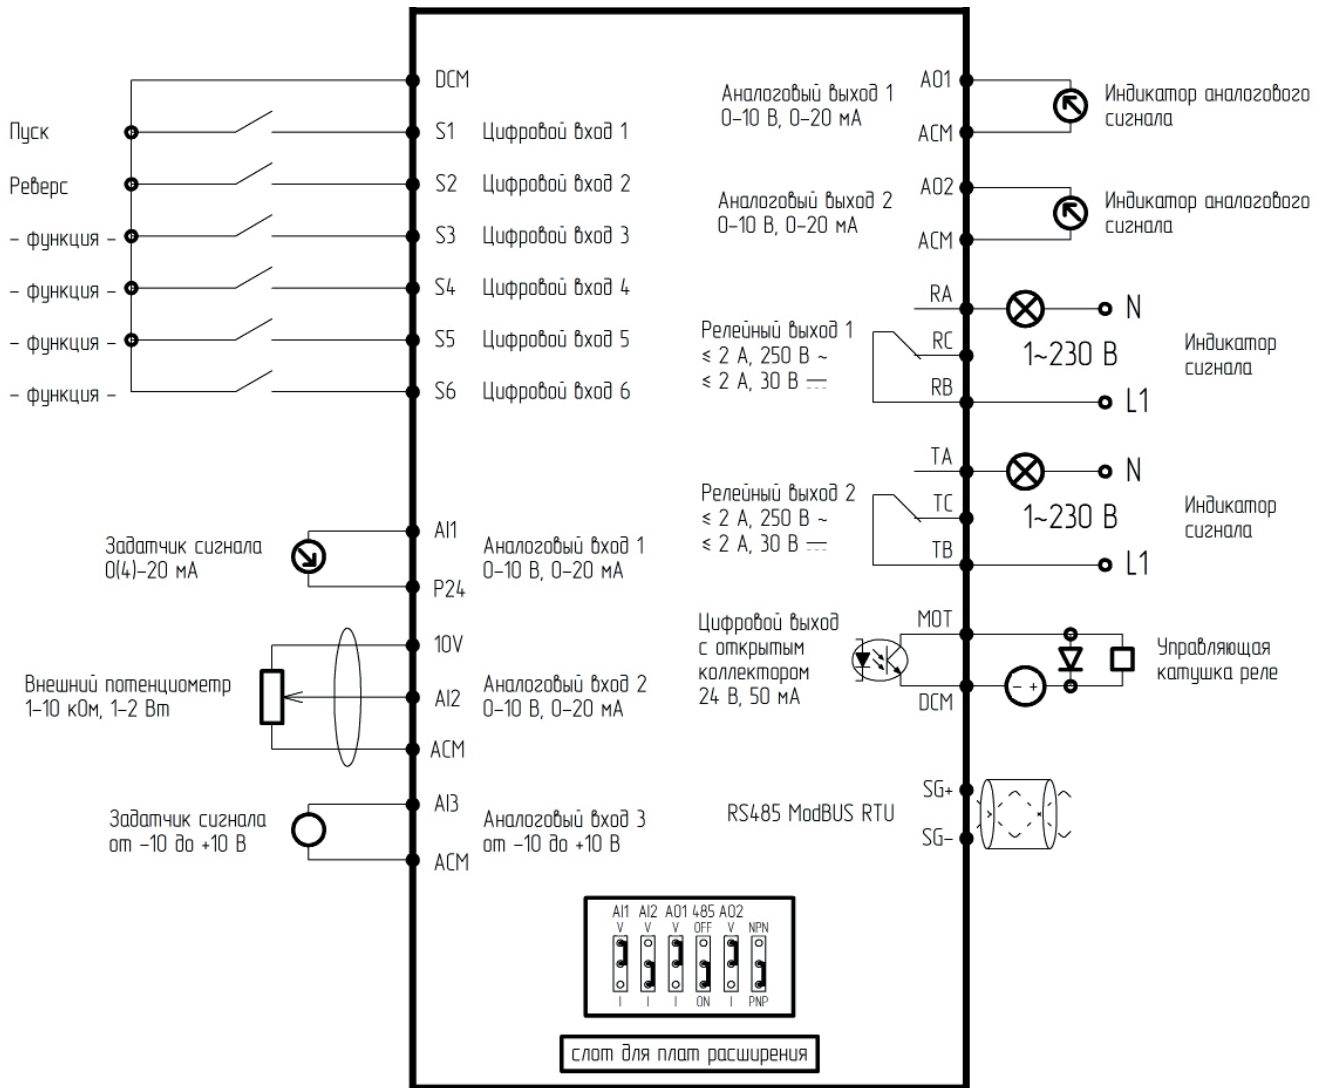 DCM
Пуск
S1 Цифровой вход 1
Реверс
S2 Цифровой вход 2
– функция –
S3 Цифровой вход 3
– функция –
S4 Цифровой вход 4
– функция –
S5 Цифровой вход 5
– функция –
S6 Цифровой вход 6
Задатчик сигнала
0(4)–20 мА
AI1
P24
Аналоговый вход 1
0–10 В, 0–20 мА
Внешний потенциометр
1–10 кОм, 1–2 Вт
10V
AI2
ACM
Аналоговый вход 2
0–10 В, 0–20 мА
Задатчик сигнала
от –10 до +10 В
AI3
ACM
Аналоговый вход 3
от –10 до +10 В
Аналоговый выход 1
0–10 В, 0–20 мА
AO1
ACM
Индикатор аналогового
сигнала
Аналоговый выход 2
0–10 В, 0–20 мА
AO2
ACM
Индикатор аналогового
сигнала
Релейный выход 1
≤ 2 А, 250 В ~
≤ 2 А, 30 В ⎓
RA
RC
RB
N
1~230 В
L1
Индикатор
сигнала
Релейный выход 2
≤ 2 А, 250 В ~
≤ 2 А, 30 В ⎓
TA
TC
TB
N
1~230 В
L1
Индикатор
сигнала
Цифровой выход
с открытым
коллектором
24 В, 50 мА
MOT
DCM
– +
Управляющая
катушка реле
RS485 ModBUS RTU
SG+
SG–
AI1 AI2 AO1 485 AO2
V V V OFF V NPN
I I I ON I PNP
слот для плат расширения